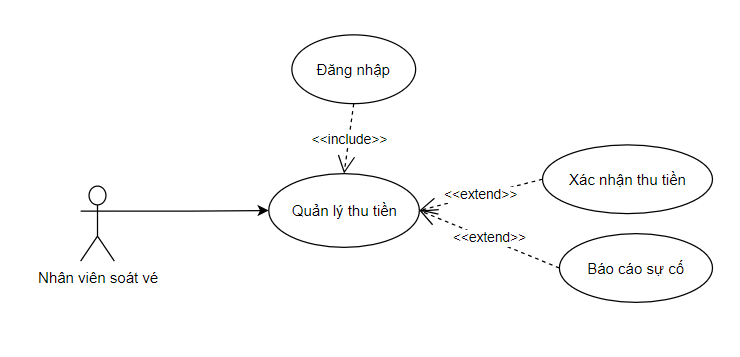 Đăng nhập
<<include>>
Xác nhận thu tiền
<<extend>>
Quản lý thu tiền
<<extend>>
Báo cáo sự cố
Nhân viên soát vé